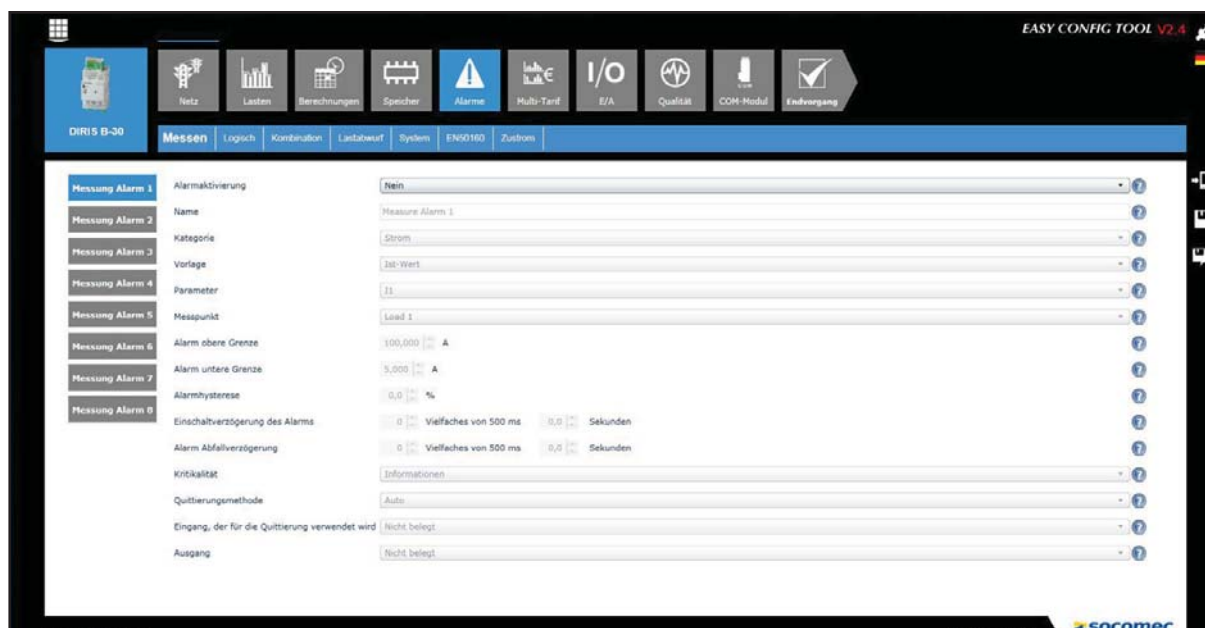 EASY CONFIG TOOL V2.4
Netz
Lasten
Berechnungen
Speicher
Alarme
Multi-Tarif
I/O
E/A
Qualität
COM-Modul
Endvorgang
DIRIS B-30
Messen
Logisch
Kombination
Lastabwurf
System
EN50160
Zustrom
Messung Alarm 1
Messung Alarm 2
Messung Alarm 3
Messung Alarm 4
Messung Alarm 5
Messung Alarm 6
Messung Alarm 7
Messung Alarm 8
Alarmaktivierung Nein
Name Measure Alarm 1
Kategorie Strom
Vorlage Ist-Wert
Parameter I1
Messpunkt Load 1
Alarm obere Grenze 100,000 A
Alarm untere Grenze 5,000 A
Alarmhysterese 0,0 %
Einschaltverzögerung des Alarms 0 Vielfaches von 500 ms 0,0 Sekunden
Alarm Abfallverzögerung 0 Vielfaches von 500 ms 0,0 Sekunden
Kritikalität Informationen
Quittierungsmethode Auto
Eingang, der für die Quittierung verwendet wird Nicht belegt
Ausgang Nicht belegt
socomec